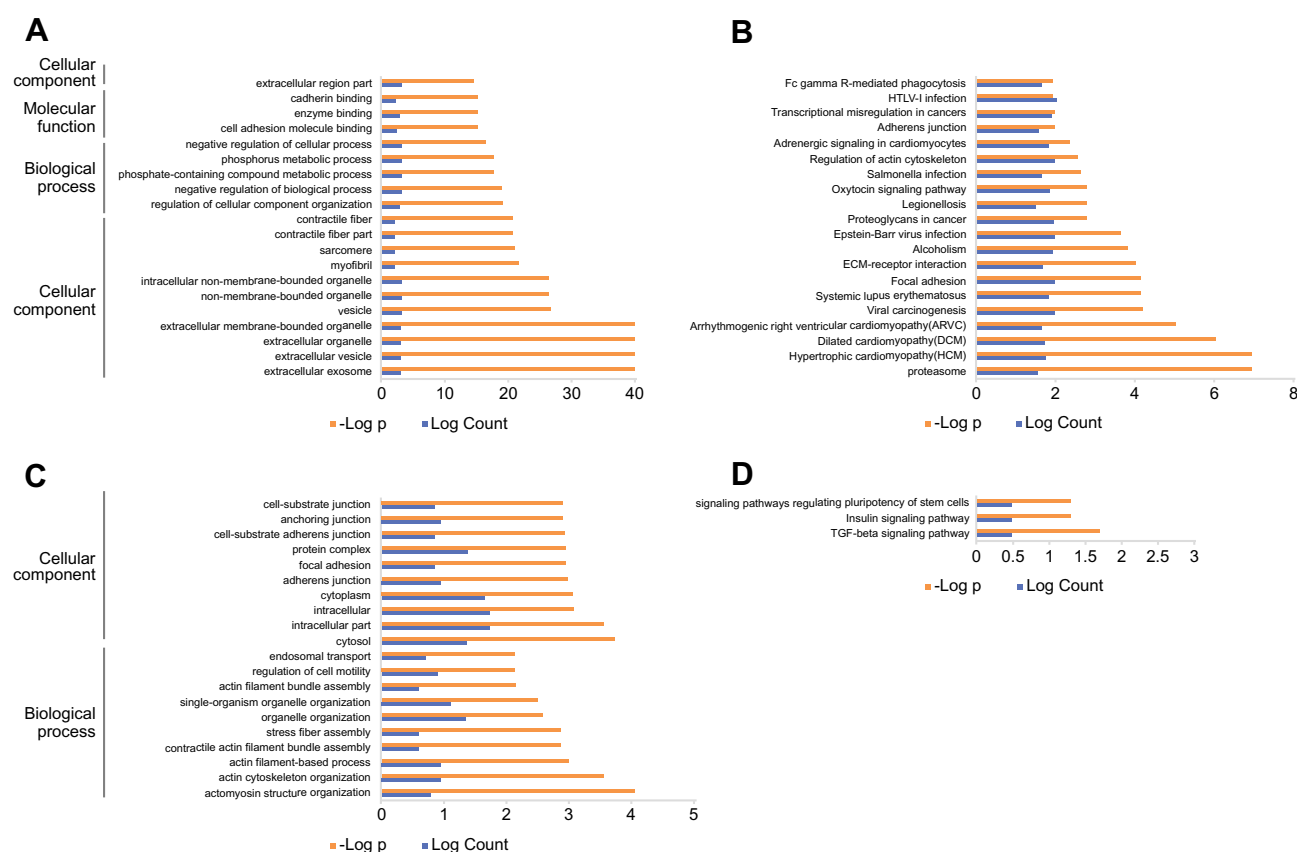 A
Cellular
component
Molecular
function
Biological
process
Cellular
component
extracellular region part
cadherin binding
enzyme binding
cell adhesion molecule binding
negative regulation of cellular process
phosphorus metabolic process
phosphate-containing compound metabolic process
negative regulation of biological process
regulation of cellular component organization
contractile fiber
contractile fiber part
sarcomere
myofibril
intracellular non-membrane-bounded organelle
non-membrane-bounded organelle
vesicle
extracellular membrane-bounded organelle
extracellular organelle
extracellular vesicle
extracellular exosome
0 10 20 30 40
-Log p Log Count
B
Fc gamma R-mediated phagocytosis
HTLV-I infection
Transcriptional misregulation in cancers
Adherens junction
Adrenergic signaling in cardiomyocytes
Regulation of actin cytoskeleton
Salmonella infection
Oxytocin signaling pathway
Legionellosis
Proteoglycans in cancer
Epstein-Barr virus infection
Alcoholism
ECM-receptor interaction
Focal adhesion
Systemic lupus erythematosus
Viral carcinogenesis
Arrhythmogenic right ventricular cardiomyopathy(ARVC)
Dilated cardiomyopathy(DCM)
Hypertrophic cardiomyopathy(HCM)
proteasome
0 2 4 6 8
-Log p Log Count
C
Cellular
component
Biological
process
cell-substrate junction
anchoring junction
cell-substrate adherens junction
protein complex
focal adhesion
adherens junction
cytoplasm
intracellular
intracellular part
cytosol
endosomal transport
regulation of cell motility
actin filament bundle assembly
single-organism organelle organization
organelle organization
stress fiber assembly
contractile actin filament bundle assembly
actin filament-based process
actin cytoskeleton organization
actomyosin structure organization
0 1 2 3 4 5
-Log p Log Count
D
signaling pathways regulating pluripotency of stem cells
Insulin signaling pathway
TGF-beta signaling pathway
0 0.5 1 1.5 2 2.5 3
-Log p Log Count